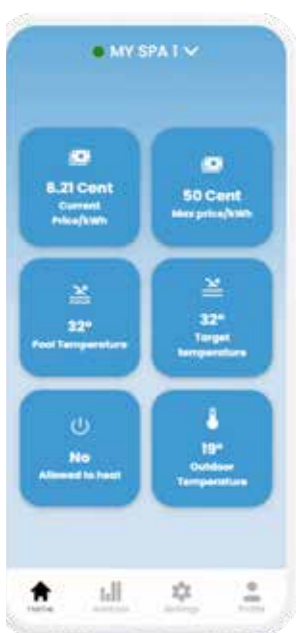 MY SPA 1
8.21 Cent
Current
Price/kWh
50 Cent
Max price/kWh
32°
Pool Temperature
32°
Target
temperature
No
Allowed to heat
19°
Outdoor
Temperature
Home
Analysis
Settings
Profile